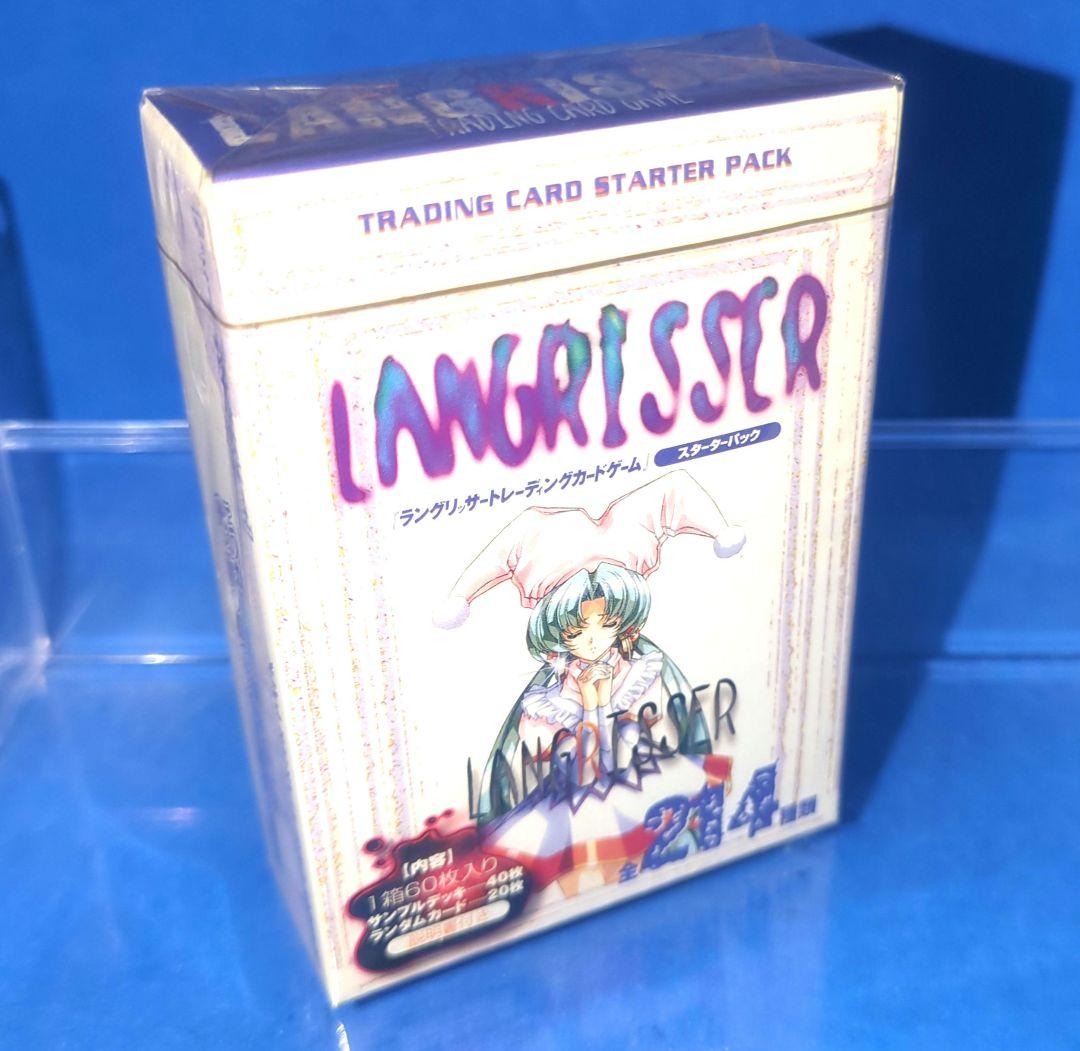 LANGRISSER
TRADING CARD GAME
TRADING CARD STARTER PACK
LANGRISSER
「ラングリッサートレーディングカードゲーム」 スターターパック
LANGRISSER
全214種類
【内容】
1箱60枚入り
サンプルデッキ──40枚
ランダムカード──20枚
説明書付き